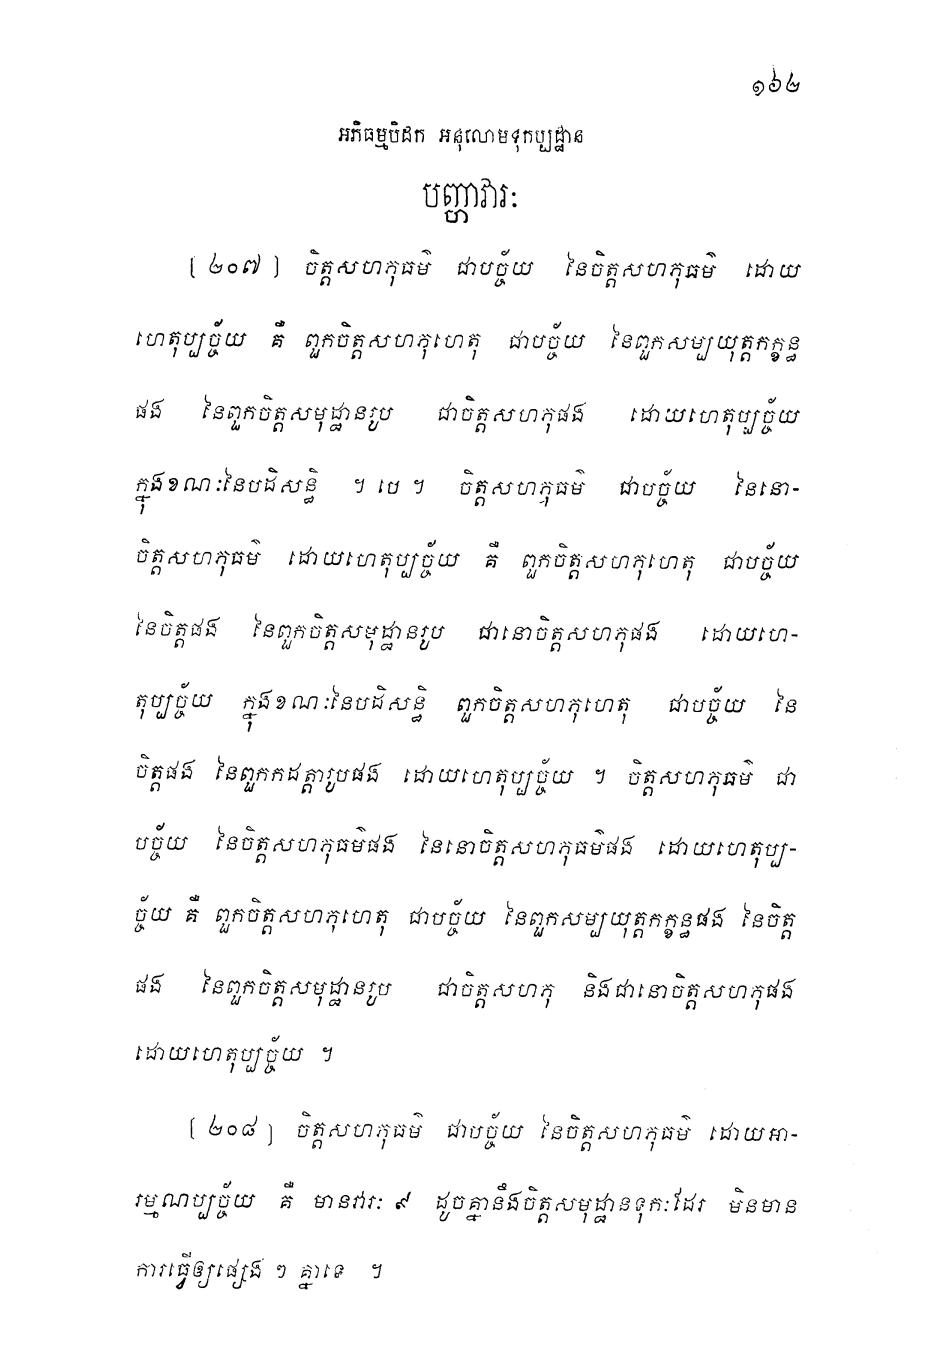 ១៦២
អភិធម្មបិដក អនុលោមទុកប្បដ្ឋាន
បញ្ហាវារៈ
[២០៧] ចិត្តសហភុធម៌ ជាបច្ច័យ នៃចិត្តសហភុធម៌ ដោយ
ហេតុប្បច្ច័យ គឺ ពួកចិត្តសហភុហេតុ ជាបច្ច័យ នៃពួកសម្បយុត្តកក្ខន្ធ
ផង នៃពួកចិត្តសមុដ្ឋានរូប ជាចិត្តសហភុផង ដោយហេតុប្បច្ច័យ
ក្នុងខណៈនៃបដិសន្ធិ ។ បេ ។ ចិត្តសហភុធម៌ ជាបច្ច័យ នៃនោ-
ចិត្តសហភុធម៌ ដោយហេតុប្បច្ច័យ គឺ ពួកចិត្តសហភុហេតុ ជាបច្ច័យ
នៃចិត្តផង នៃពួកចិត្តសមុដ្ឋានរូប ជានោចិត្តសហភុផង ដោយហេ-
តុប្បច្ច័យ ក្នុងខណៈនៃបដិសន្ធិ ពួកចិត្តសហភុហេតុ ជាបច្ច័យ នៃ
ចិត្តផង នៃពួកកដត្តារូបផង ដោយហេតុប្បច្ច័យ ។ ចិត្តសហភុធម៌ ជា
បច្ច័យ នៃចិត្តសហភុធម៌ផង នៃនោចិត្តសហភុធម៌ផង ដោយហេតុប្ប-
ច្ច័យ គឺ ពួកចិត្តសហភុហេតុ ជាបច្ច័យ នៃពួកសម្បយុត្តកក្ខន្ធផង នៃចិត្ត
ផង នៃពួកចិត្តសមុដ្ឋានរូប ជាចិត្តសហភុ និងជានោចិត្តសហភុផង
ដោយហេតុប្បច្ច័យ ។
[២០៨] ចិត្តសហភុធម៌ ជាបច្ច័យ នៃចិត្តសហភុធម៌ ដោយអា-
រម្មណប្បច្ច័យ គឺ មានវារៈ ៩ ដូចគ្នានឹងចិត្តសមុដ្ឋានទុកៈដែរ មិនមាន
ការធ្វើឲ្យផ្សេង ៗ គ្នាទេ ។